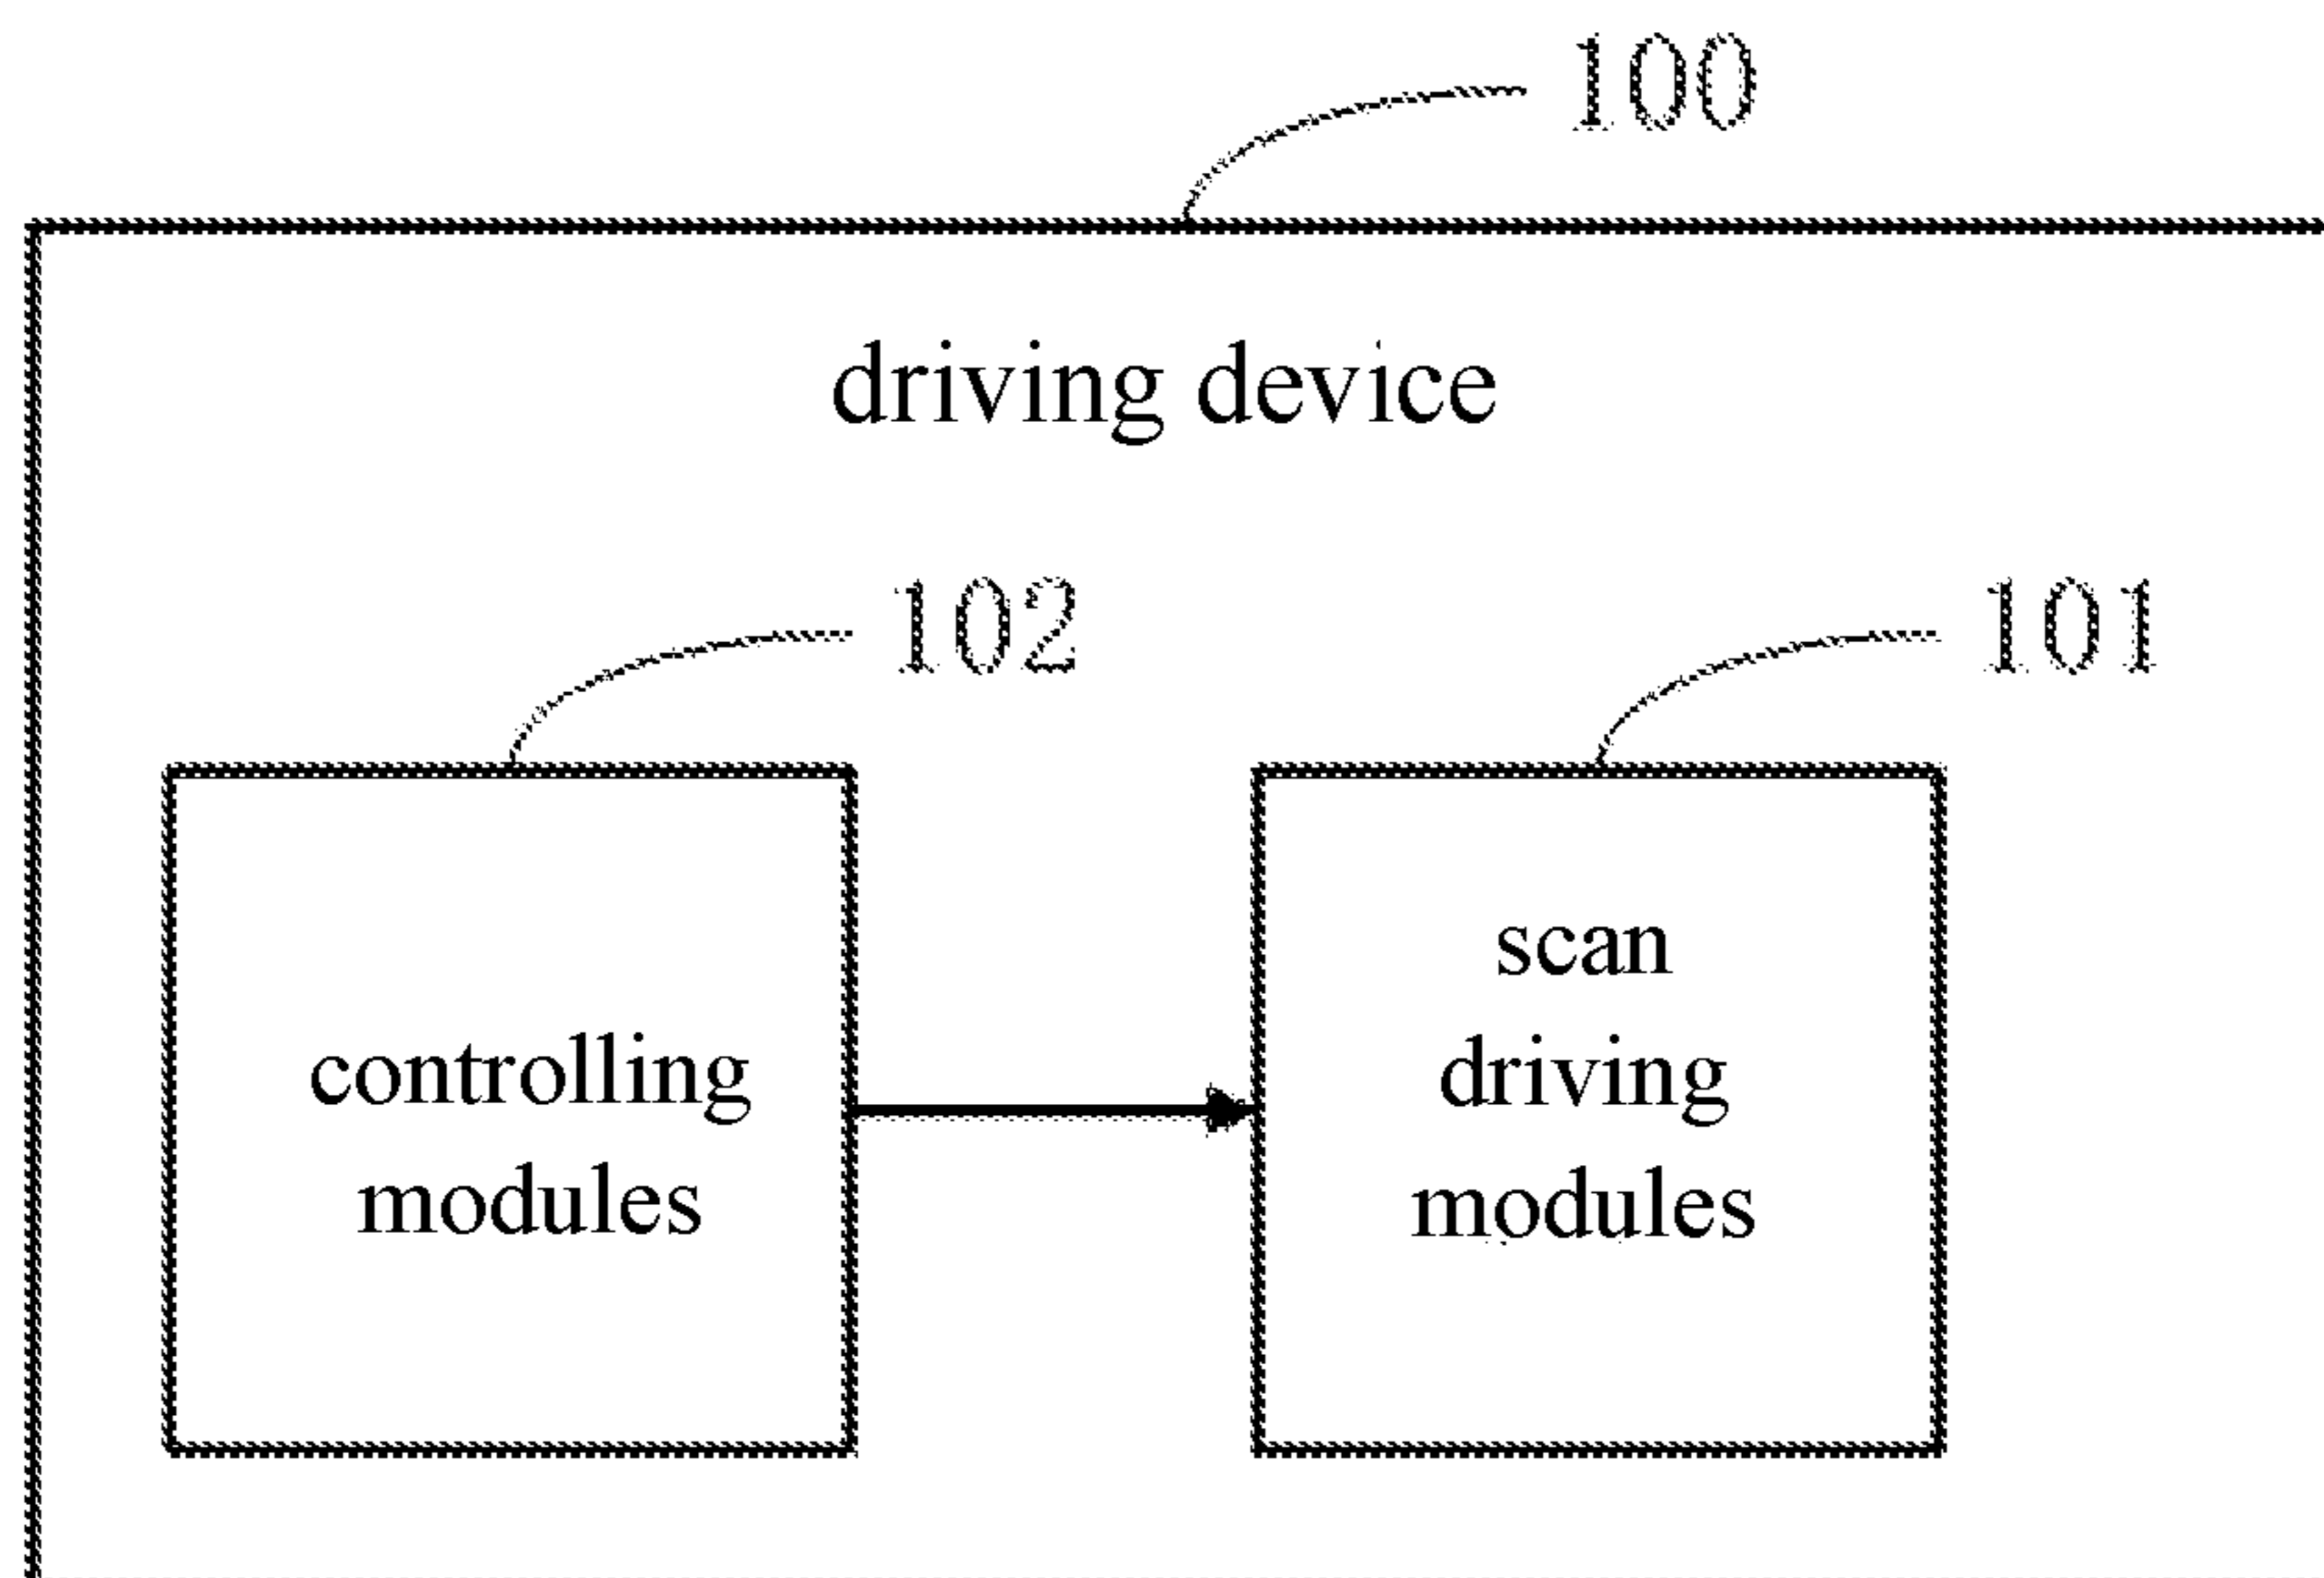 100
driving device
102
101
controlling
modules
scan
driving
modules